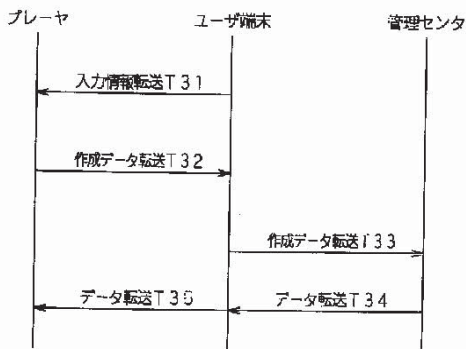 プレーヤ ユーザ端末 管理センタ
入力情報転送T31
作成データ転送T32
作成データ転送T33
データ転送T35 データ転送T34